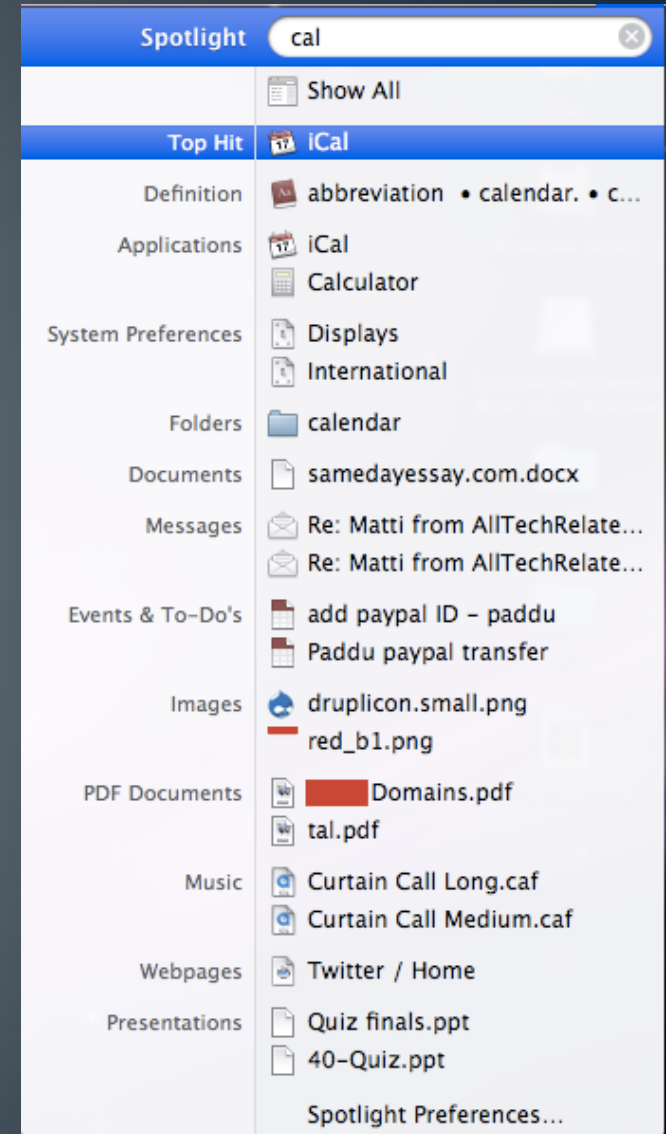 Spotlight cal
Show All
Top Hit iCal
Definition abbreviation • calendar. • c...
Applications iCal
Calculator
System Preferences Displays
International
Folders calendar
Documents samedayessay.com.docx
Messages Re: Matti from AllTechRelate...
Re: Matti from AllTechRelate...
Events & To-Do's add paypal ID – paddu
Paddu paypal transfer
Images druplicon.small.png
red_b1.png
PDF Documents Domains.pdf
tal.pdf
Music Curtain Call Long.caf
Curtain Call Medium.caf
Webpages Twitter / Home
Presentations Quiz finals.ppt
40-Quiz.ppt
Spotlight Preferences...